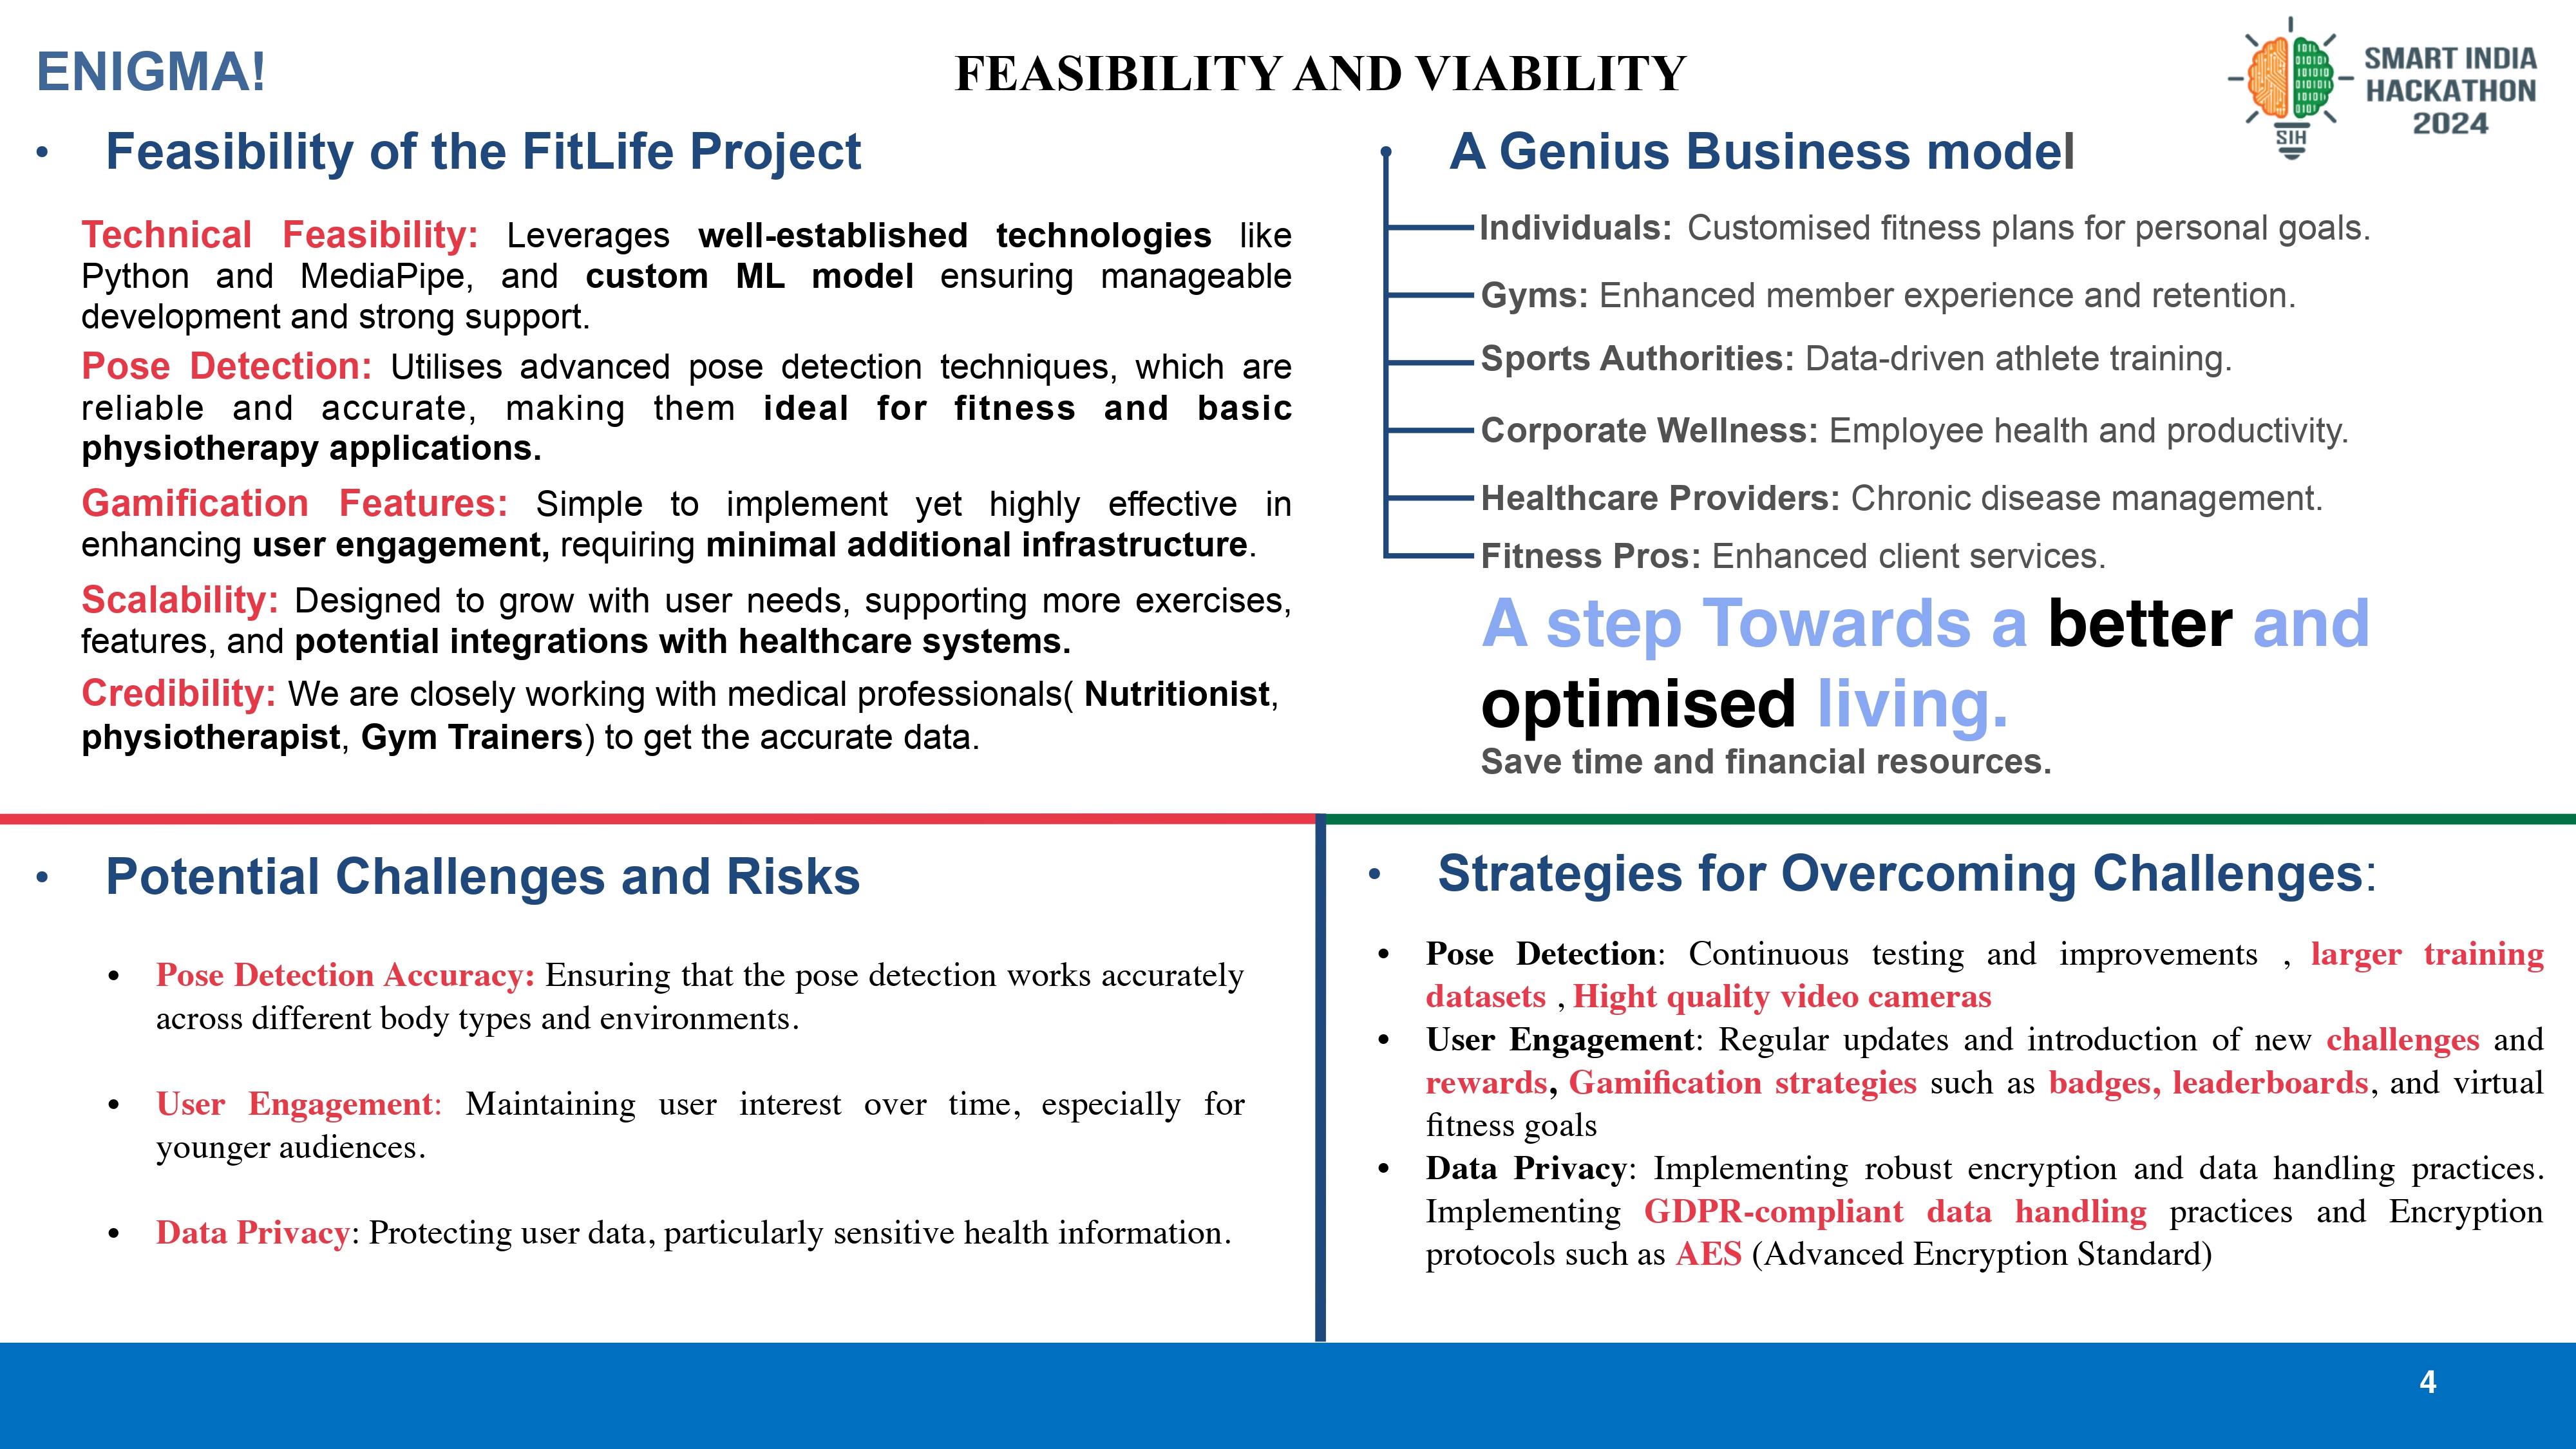 ENIGMA!
FEASIBILITY AND VIABILITY
SMART INDIA
HACKATHON
2024
SIH
• Feasibility of the FitLife Project
Technical Feasibility: Leverages well-established technologies like
Python and MediaPipe, and custom ML model ensuring manageable
development and strong support.
Pose Detection: Utilises advanced pose detection techniques, which are
reliable and accurate, making them ideal for fitness and basic
physiotherapy applications.
Gamification Features: Simple to implement yet highly effective in
enhancing user engagement, requiring minimal additional infrastructure.
Scalability: Designed to grow with user needs, supporting more exercises,
features, and potential integrations with healthcare systems.
Credibility: We are closely working with medical professionals( Nutritionist,
physiotherapist, Gym Trainers) to get the accurate data.
A Genius Business model
Individuals: Customised fitness plans for personal goals.
Gyms: Enhanced member experience and retention.
Sports Authorities: Data-driven athlete training.
Corporate Wellness: Employee health and productivity.
Healthcare Providers: Chronic disease management.
Fitness Pros: Enhanced client services.
A step Towards a better and
optimised living.
Save time and financial resources.
• Potential Challenges and Risks
• Pose Detection Accuracy: Ensuring that the pose detection works accurately
across different body types and environments.
• User Engagement: Maintaining user interest over time, especially for
younger audiences.
• Data Privacy: Protecting user data, particularly sensitive health information.
• Strategies for Overcoming Challenges:
• Pose Detection: Continuous testing and improvements , larger training
datasets , Hight quality video cameras
• User Engagement: Regular updates and introduction of new challenges and
rewards, Gamification strategies such as badges, leaderboards, and virtual
fitness goals
• Data Privacy: Implementing robust encryption and data handling practices.
Implementing GDPR-compliant data handling practices and Encryption
protocols such as AES (Advanced Encryption Standard)
4